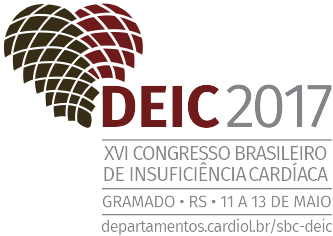 DEIC 2017
XVI CONGRESSO BRASILEIRO
DE INSUFICIÊNCIA CARDÍACA
GRAMADO • RS • 11 A 13 DE MAIO
departamentos.cardiol.br/sbc-deic